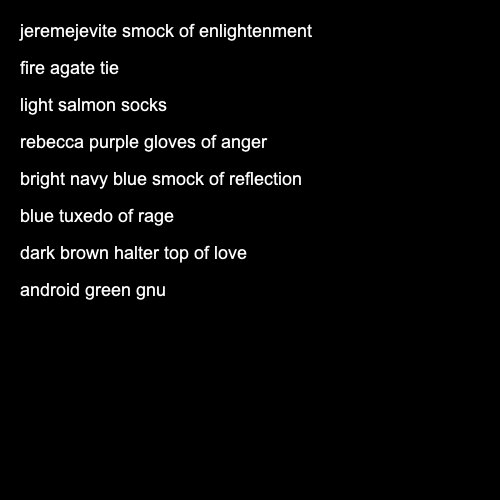 jeremejevite smock of enlightenment
fire agate tie
light salmon socks
rebecca purple gloves of anger
bright navy blue smock of reflection
blue tuxedo of rage
dark brown halter top of love
android green gnu